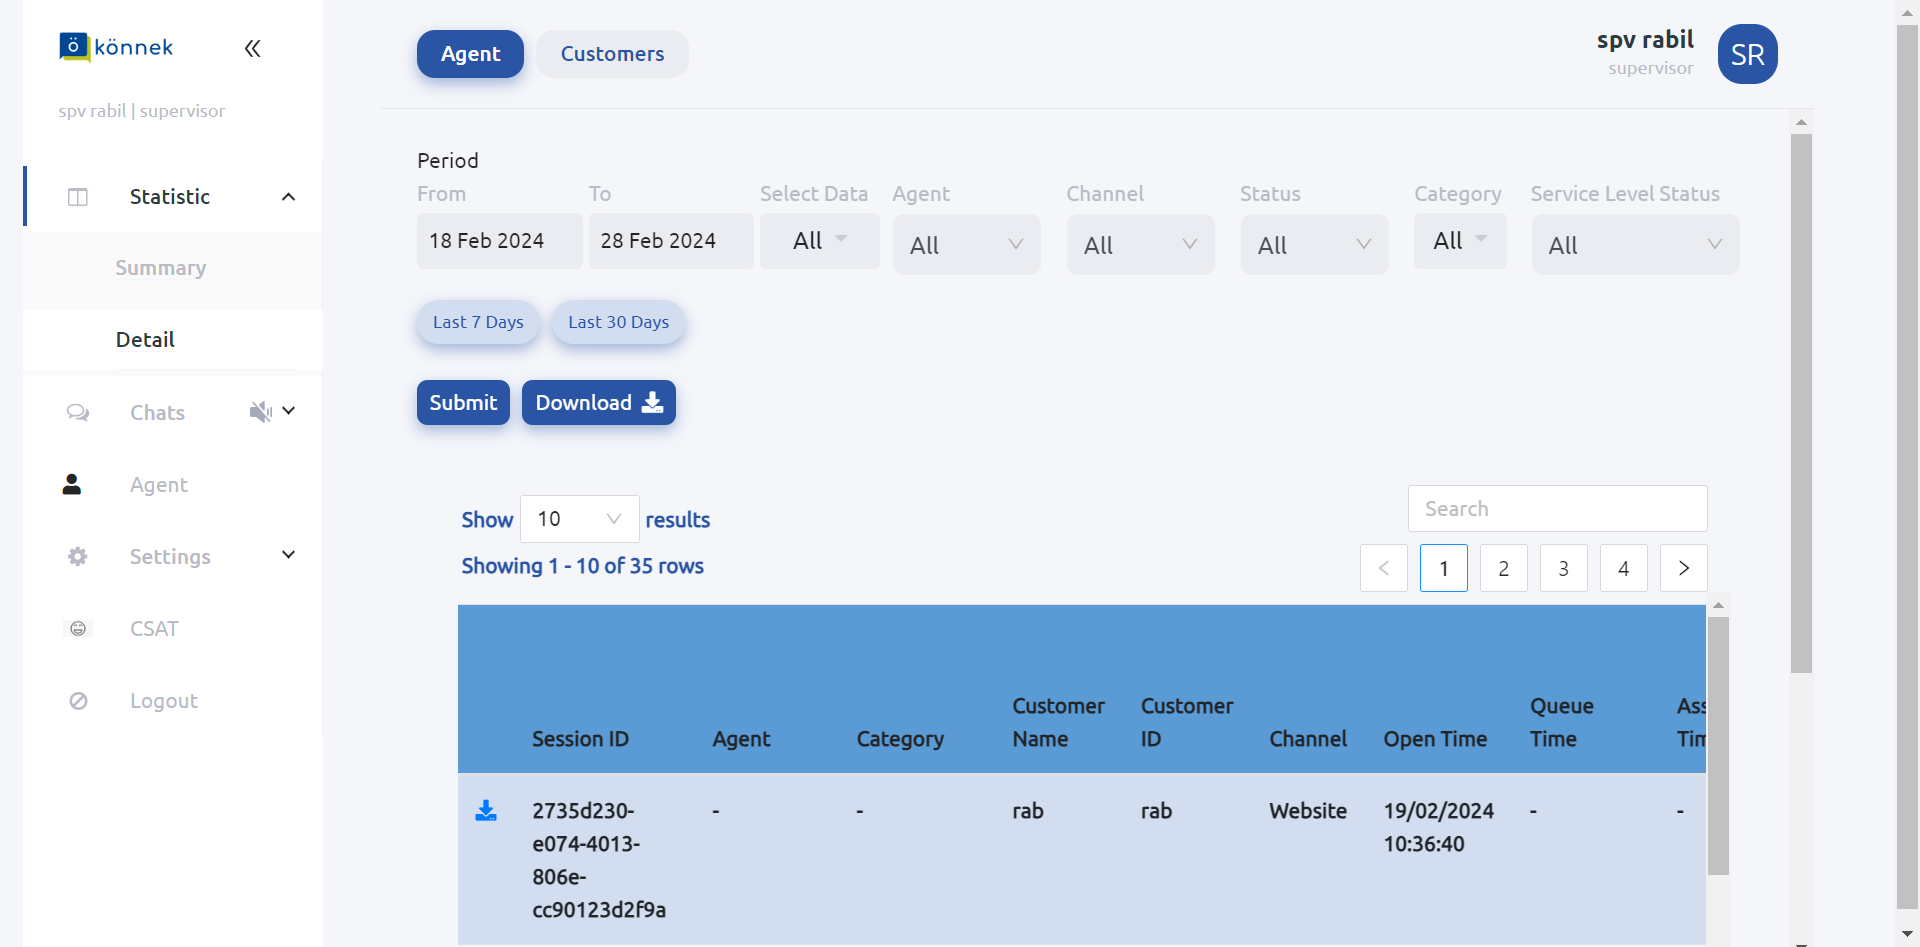 ö könnek
spv rabil | supervisor
Statistic
Summary
Detail
Chats
Agent
Settings
CSAT
Logout
Agent
Customers
spv rabil
supervisor
SR
Period
From
To
Select Data
Agent
Channel
Status
Category
Service Level Status
18 Feb 2024
28 Feb 2024
All
All
All
All
All
All
Last 7 Days
Last 30 Days
Submit
Download
Show 10 results
Search
Showing 1 - 10 of 35 rows
< 1 2 3 4 >
Session ID
Agent
Category
Customer
Name
Customer
ID
Channel
Open Time
Queue
Time
Ass
Tim
2735d230-
e074-4013-
806e-
cc90123d2f9a
-
-
rab
rab
Website
19/02/2024
10:36:40
-
-